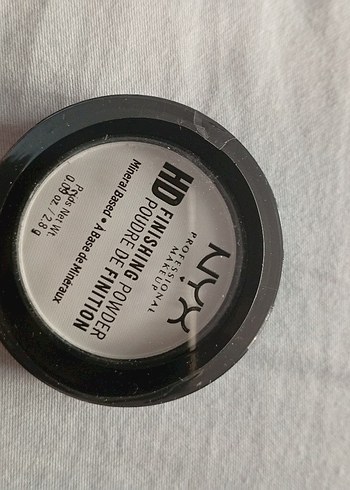 NYX
PROFESSIONAL
MAKEUP
HD FINISHING POWDER
POUDRE DE FINITION
Mineral Based • A Base de Minéraux
Poids Net Wt.
0.09 oz. / 2.8 g